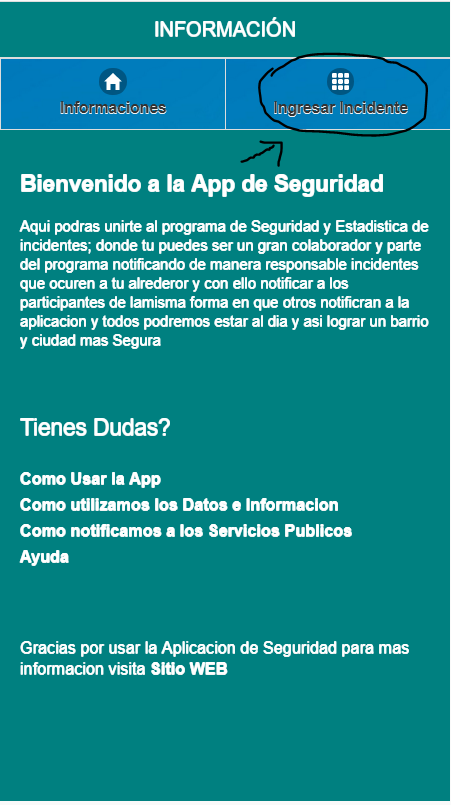 INFORMACIÓN
Informaciones
Ingresar Incidente
Bienvenido a la App de Seguridad
Aqui podras unirte al programa de Seguridad y Estadistica de
incidentes; donde tu puedes ser un gran colaborador y parte
del programa notificando de manera responsable incidentes
que ocuren a tu alrederor y con ello notificar a los
participantes de lamisma forma en que otros notificran a la
aplicacion y todos podremos estar al dia y asi lograr un barrio
y ciudad mas Segura
Tienes Dudas?
Como Usar la App
Como utilizamos los Datos e Informacion
Como notificamos a los Servicios Publicos
Ayuda
Gracias por usar la Aplicacion de Seguridad para mas
informacion visita Sitio WEB